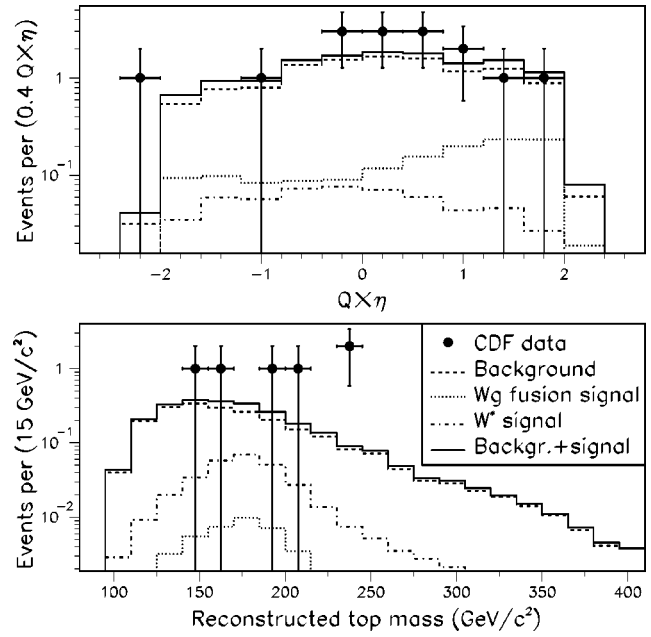 Events per (0.4 Q×η)
1
10⁻¹
−2 −1 0 1 2
Q×η
Events per (15 GeV/c²)
1
10⁻¹
10⁻²
CDF data
Background
Wg fusion signal
W* signal
Backgr.+signal
100 150 200 250 300 350 400
Reconstructed top mass (GeV/c²)